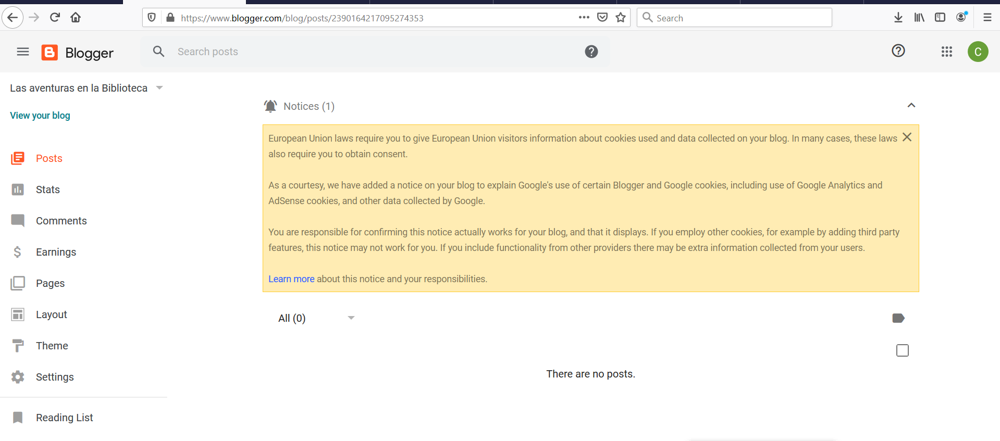 https://www.blogger.com/blog/posts/2390164217095274353
Search
Blogger
Search posts
C
Las aventuras en la Biblioteca
View your blog
Posts
Stats
Comments
Earnings
Pages
Layout
Theme
Settings
Reading List
Notices (1)
European Union laws require you to give European Union visitors information about cookies used and data collected on your blog. In many cases, these laws
also require you to obtain consent.
As a courtesy, we have added a notice on your blog to explain Google's use of certain Blogger and Google cookies, including use of Google Analytics and
AdSense cookies, and other data collected by Google.
You are responsible for confirming this notice actually works for your blog, and that it displays. If you employ other cookies, for example by adding third party
features, this notice may not work for you. If you include functionality from other providers there may be extra information collected from your users.
Learn more about this notice and your responsibilities.
All (0)
There are no posts.